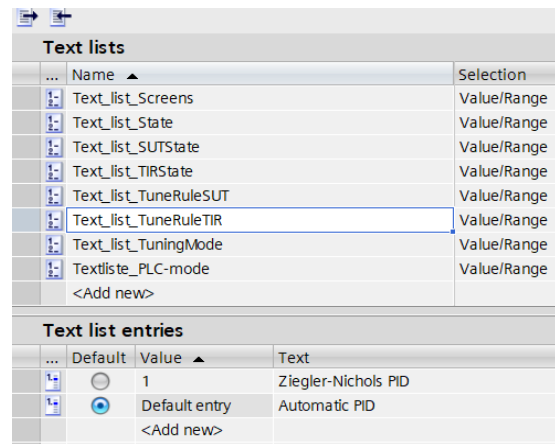 Text lists
... Name Selection
Text_list_Screens Value/Range
Text_list_State Value/Range
Text_list_SUTState Value/Range
Text_list_TIRState Value/Range
Text_list_TuneRuleSUT Value/Range
Text_list_TuneRuleTIR Value/Range
Text_list_TuningMode Value/Range
Textliste_PLC-mode Value/Range
<Add new>
Text list entries
... Default Value Text
1 Ziegler-Nichols PID
Default entry Automatic PID
<Add new>